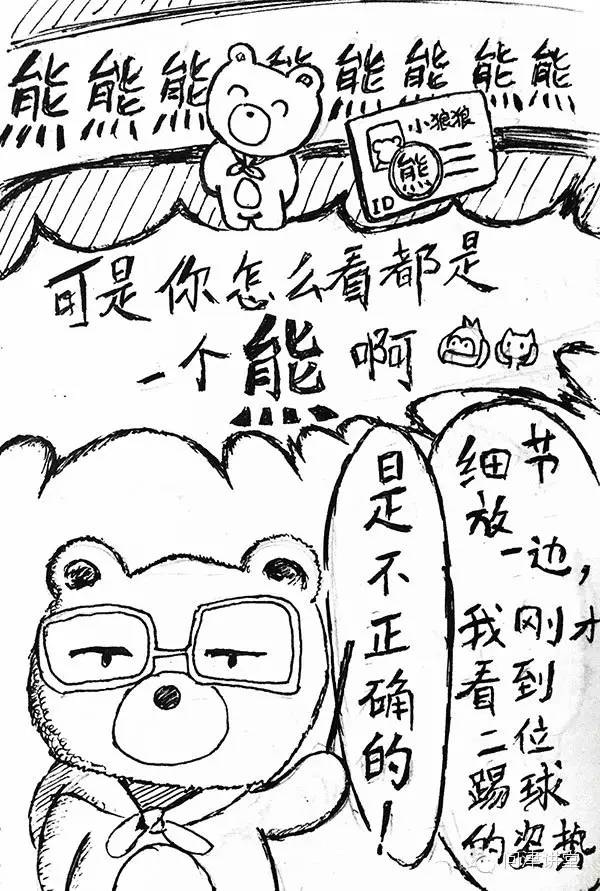 熊熊熊熊熊熊熊熊
小狼狼
熊
ID
可是你怎么看都是
一个熊啊
细节
放一边,
我刚才
看到
二位
踢球
的姿势
是不正确的!